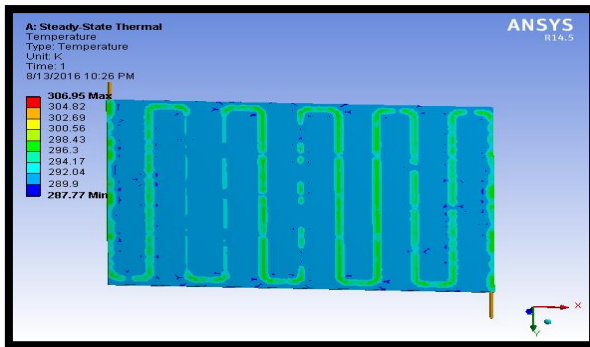 A: Steady-State Thermal
Temperature
Type: Temperature
Unit: K
Time: 1
8/13/2016 10:26 PM
306.95 Max
304.82
302.69
300.56
298.43
296.3
294.17
292.04
289.9
287.77 Min
ANSYS
R14.5
X
Y